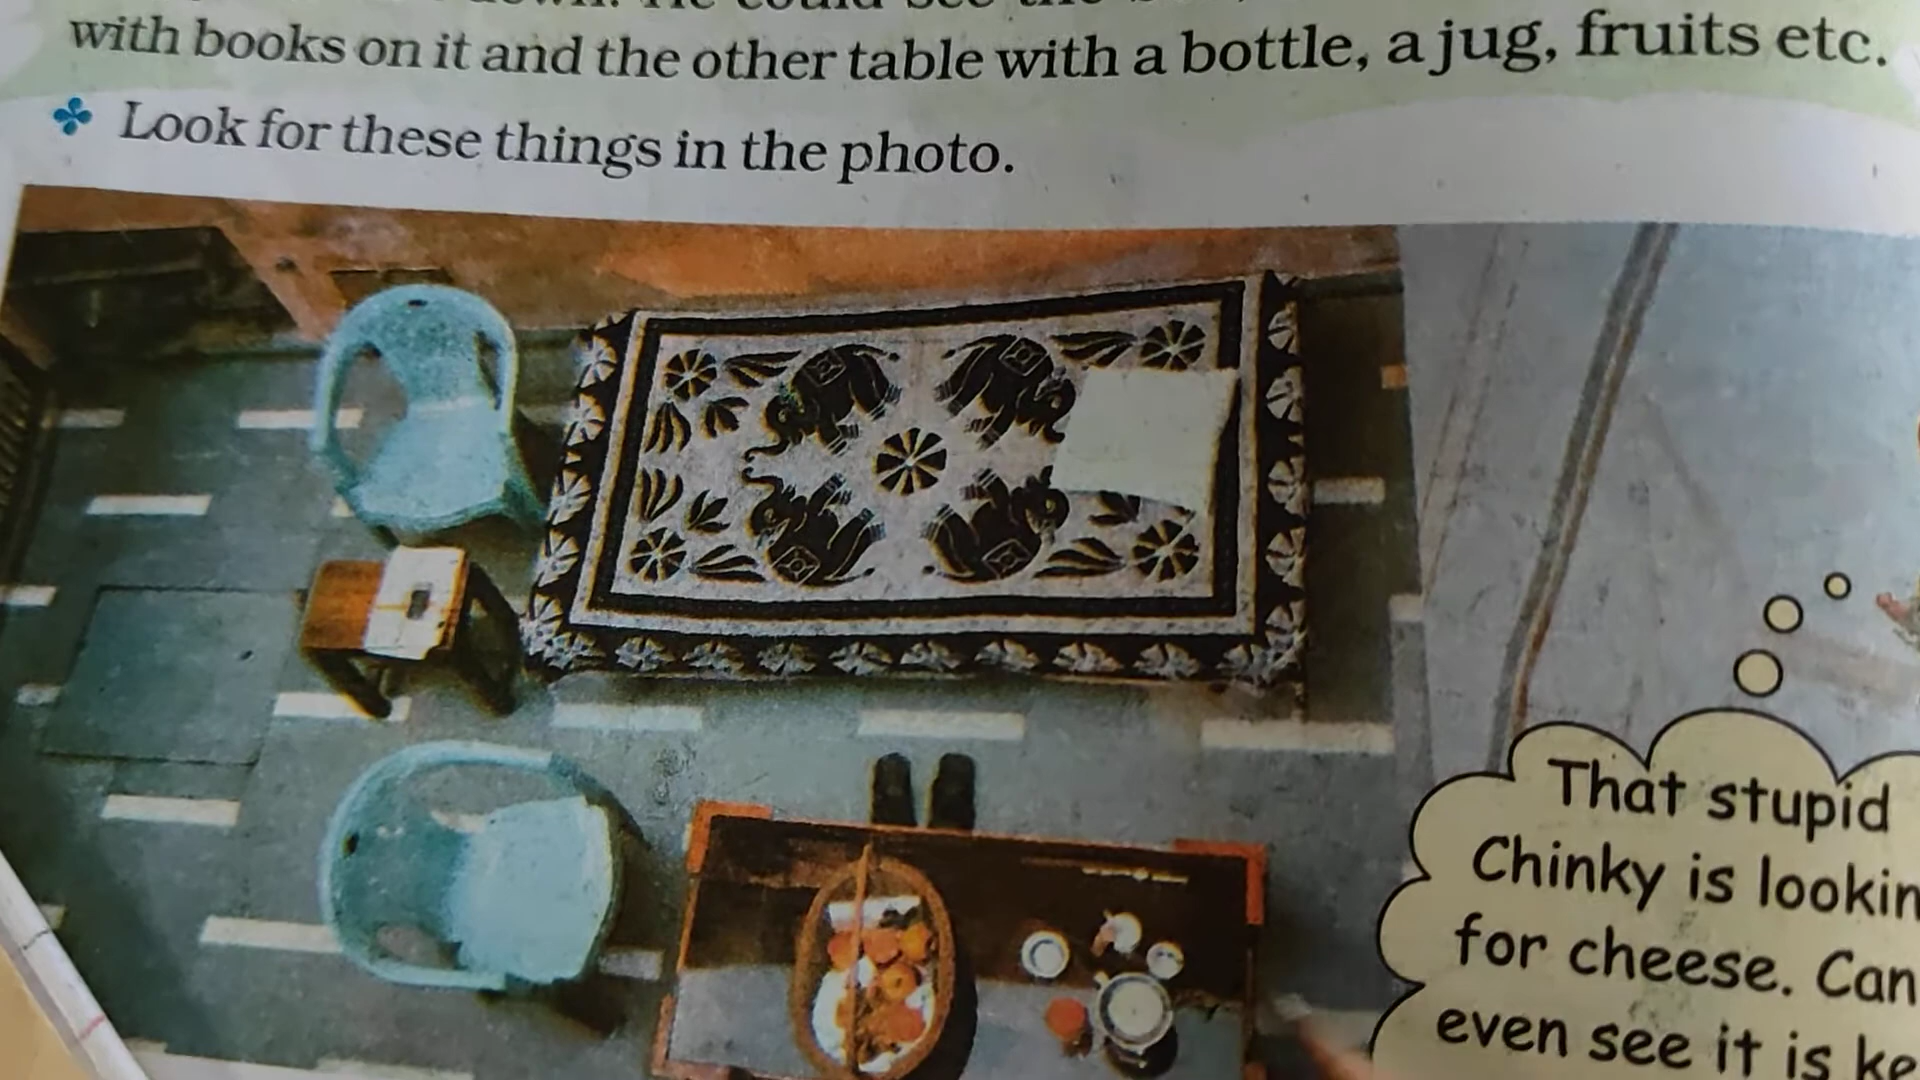 with books on it and the other table with a bottle, a jug, fruits etc.
Look for these things in the photo.
That stupid
Chinky is lookin
for cheese. Can
even see it is ke